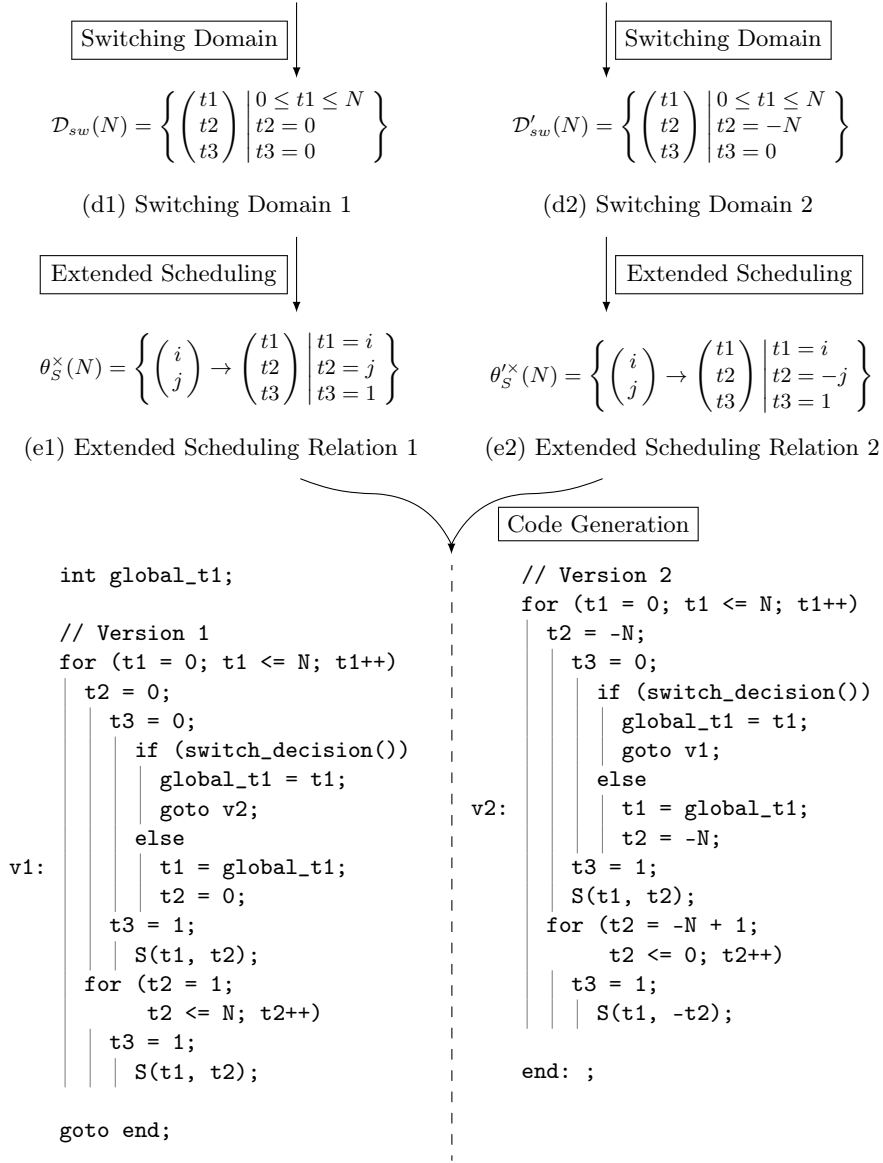 Switching Domain
Switching Domain
𝒟_sw(N) = { (t1 t2 t3) | 0 ≤ t1 ≤ N, t2 = 0, t3 = 0 }
𝒟′_sw(N) = { (t1 t2 t3) | 0 ≤ t1 ≤ N, t2 = −N, t3 = 0 }
(d1) Switching Domain 1
(d2) Switching Domain 2
Extended Scheduling
Extended Scheduling
θ_S^×(N) = { (i j) → (t1 t2 t3) | t1 = i, t2 = j, t3 = 1 }
θ′_S^×(N) = { (i j) → (t1 t2 t3) | t1 = i, t2 = −j, t3 = 1 }
(e1) Extended Scheduling Relation 1
(e2) Extended Scheduling Relation 2
Code Generation
int global_t1;
// Version 1
for (t1 = 0; t1 <= N; t1++)
t2 = 0;
t3 = 0;
if (switch_decision())
global_t1 = t1;
goto v2;
else
v1: t1 = global_t1;
t2 = 0;
t3 = 1;
S(t1, t2);
for (t2 = 1;
t2 <= N; t2++)
t3 = 1;
S(t1, t2);
goto end;
// Version 2
for (t1 = 0; t1 <= N; t1++)
t2 = -N;
t3 = 0;
if (switch_decision())
global_t1 = t1;
goto v1;
else
v2: t1 = global_t1;
t2 = -N;
t3 = 1;
S(t1, t2);
for (t2 = -N + 1;
t2 <= 0; t2++)
t3 = 1;
S(t1, -t2);
end: ;